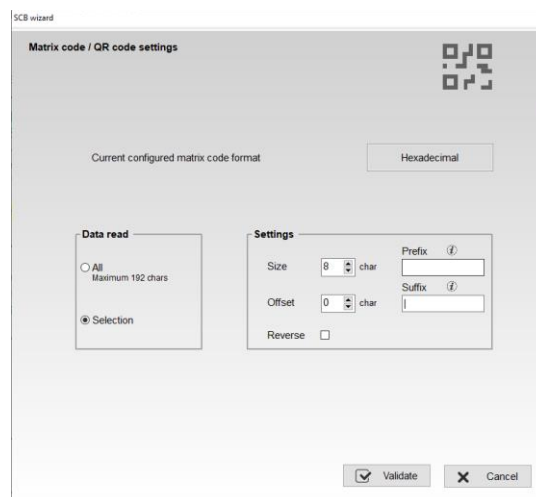 SCB wizard
Matrix code / QR code settings
Current configured matrix code format
Hexadecimal
Data read
All
Maximum 192 chars
Selection
Settings
Prefix
Size 8 char
Suffix
Offset 0 char
Reverse
Validate
Cancel